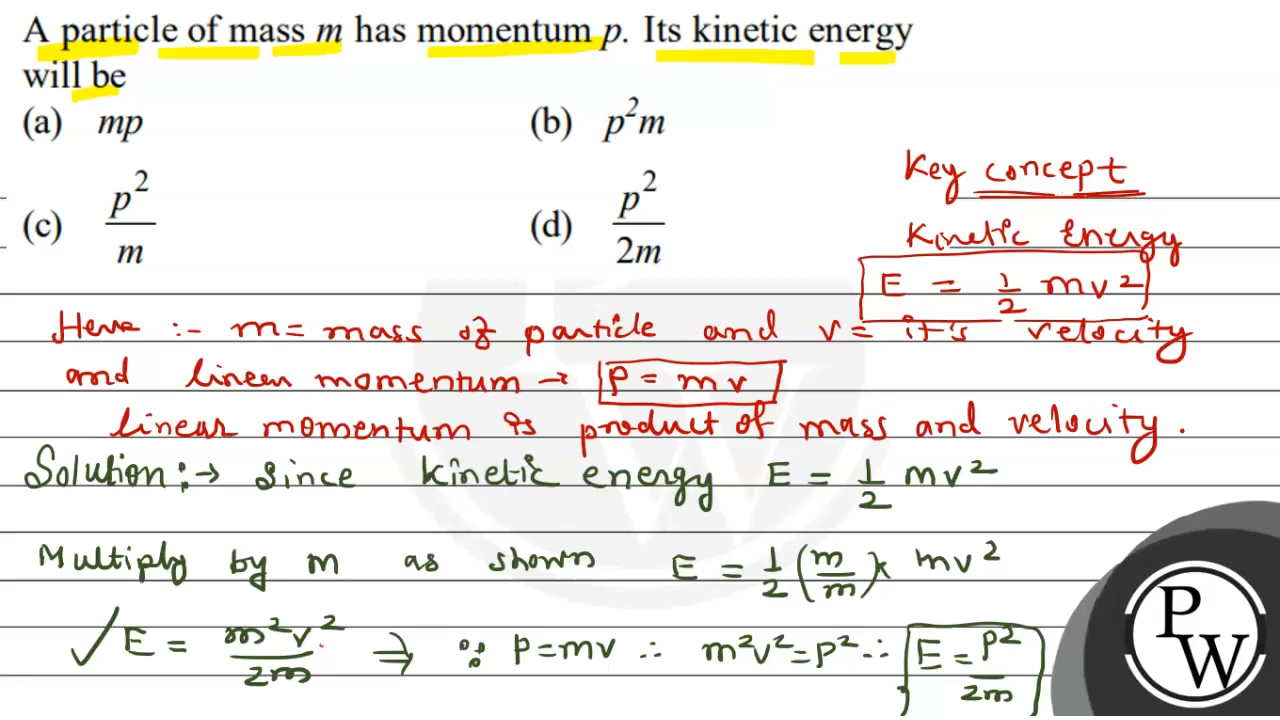 A particle of mass m has momentum p. Its kinetic energy
will be
(a) mp (b) p²m
(c) p²/m (d) p²/2m
Key concept
Kinetic Energy
E = 1/2 mv²
Here :- m = mass of particle and v = it's velocity
and linear momentum → P = mv
linear momentum is product of mass and velocity.
Solution :→ Since kinetic energy E = 1/2 mv²
Multiply by m as shown E = 1/2 (m/m) × mv²
✓ E = m²v²/2m ⇒ ∵ P = mv ∴ m²v² = P² ∴ E = P²/2m
PW